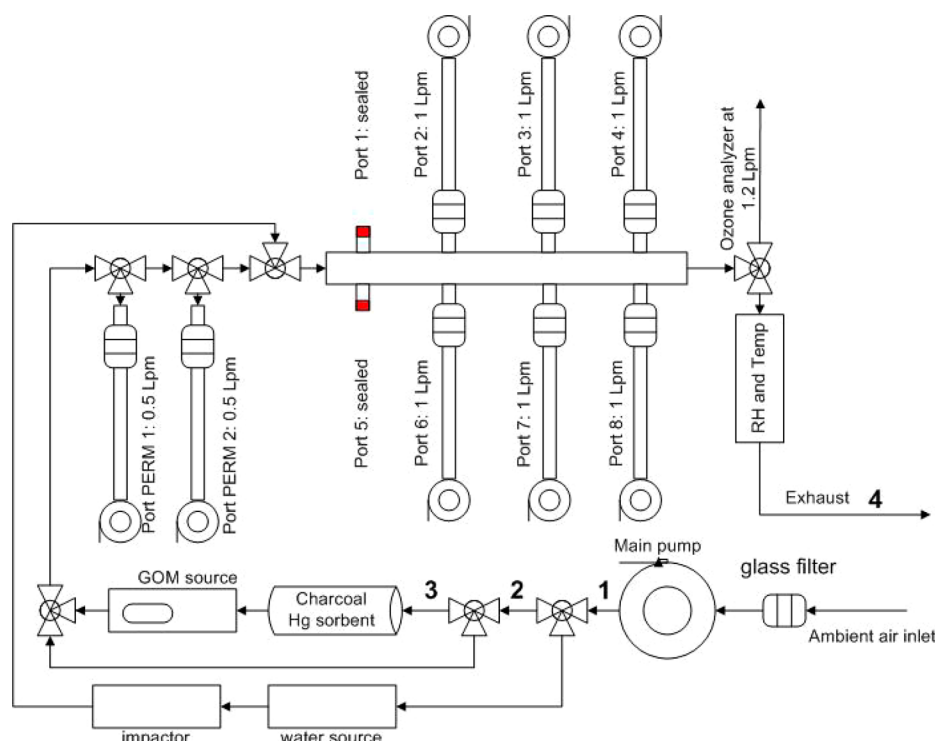 Port 1: sealed
Port 2: 1 Lpm
Port 3: 1 Lpm
Port 4: 1 Lpm
Ozone analyzer at
1.2 Lpm
Port PERM 1: 0.5 Lpm
Port PERM 2: 0.5 Lpm
Port 5: sealed
Port 6: 1 Lpm
Port 7: 1 Lpm
Port 8: 1 Lpm
RH and Temp
Exhaust 4
Main pump
glass filter
GOM source
Charcoal
Hg sorbent
3
2
1
Ambient air inlet
impactor
water source